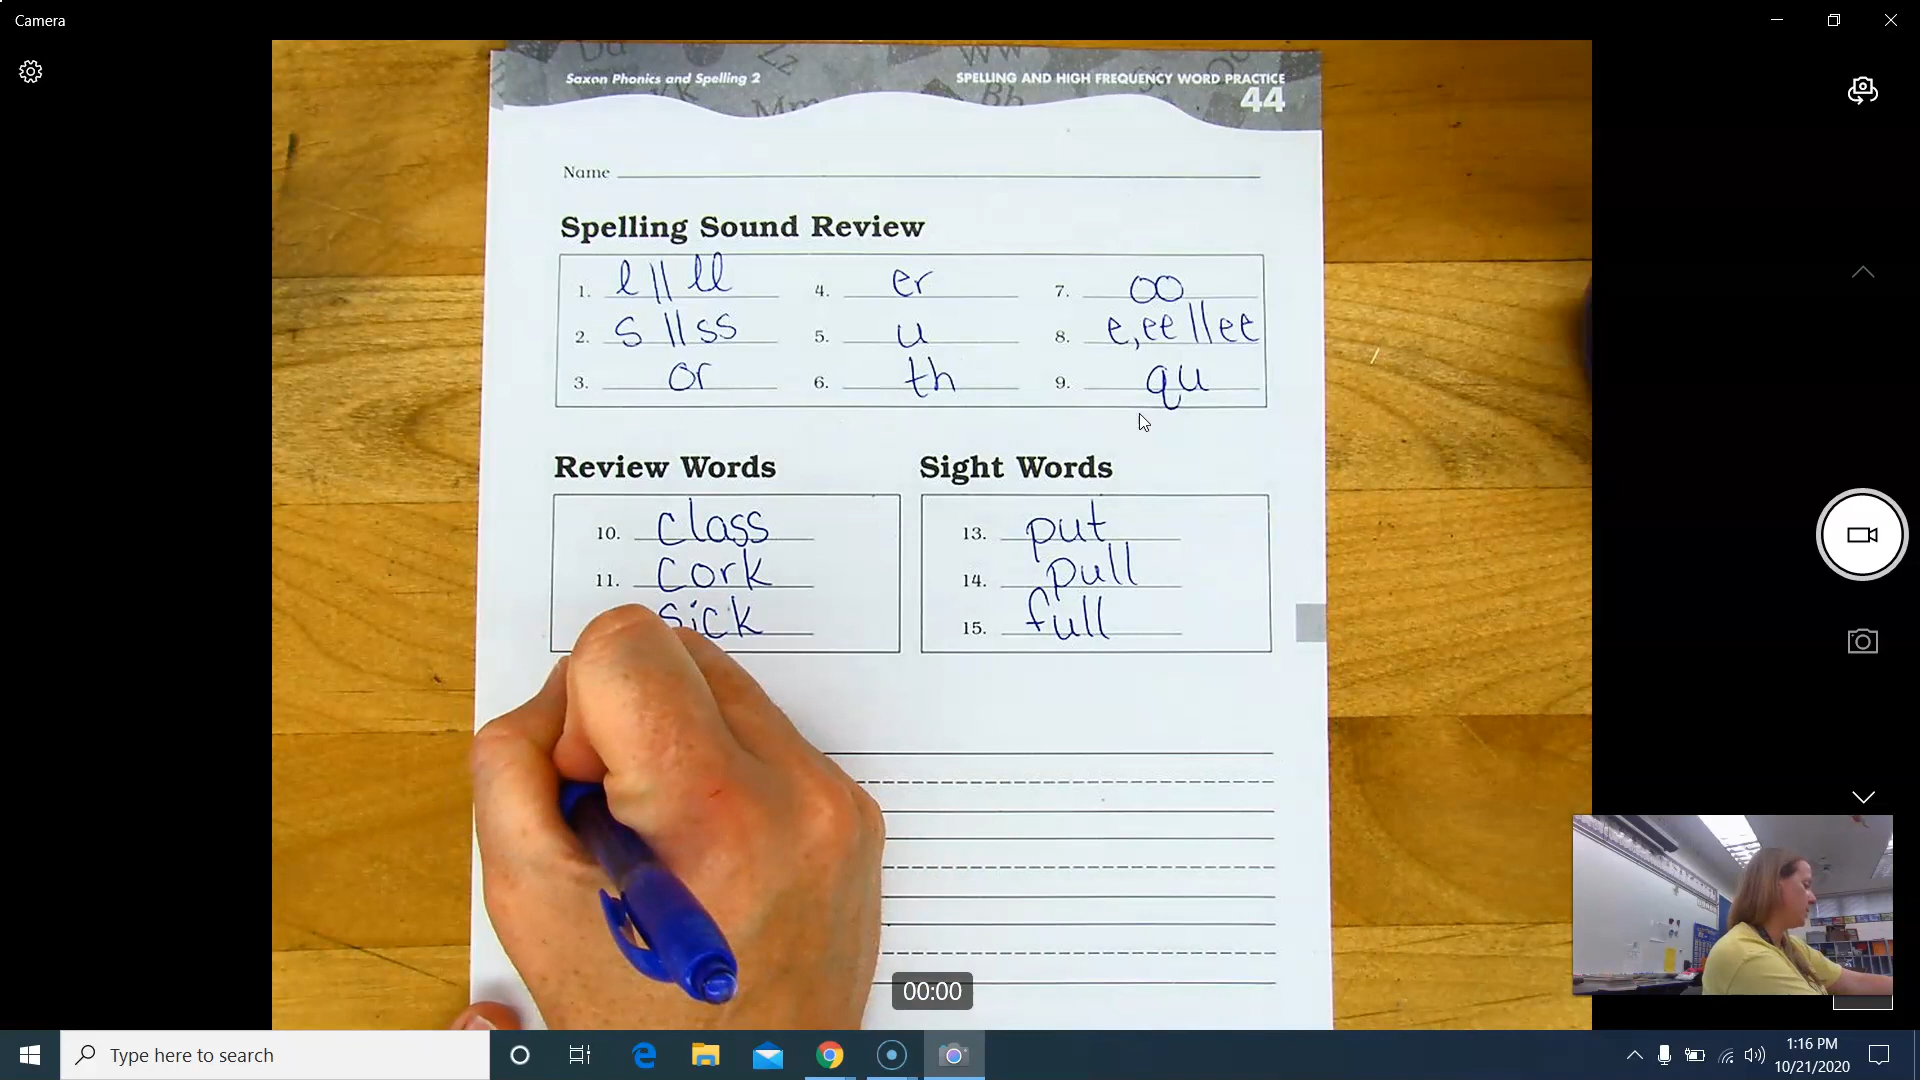 Camera
Saxon Phonics and Spelling 2
SPELLING AND HIGH FREQUENCY WORD PRACTICE
44
Name
Spelling Sound Review
1. l || ll
4. er
7. oo
2. s || ss
5. u
8. e, ee || ee
3. or
6. th
9. qu
Review Words
Sight Words
10. class
13. put
11. cork
14. pull
sick
15. full
00:00
Type here to search
1:16 PM
10/21/2020